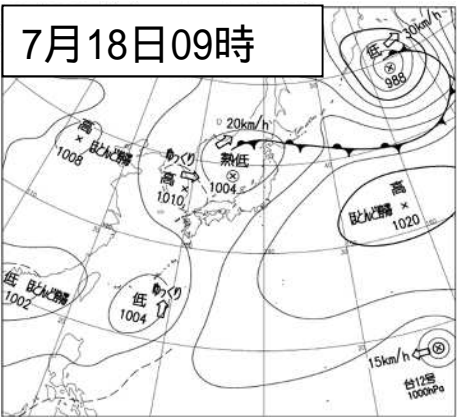 7月18日09時
低
30km/h
988
20km/h
高
ほとんど停滞
1008
熱低
1004
ゆっくり
高
1010
高
ほとんど停滞
1020
低
ほとんど停滞
1002
ゆっくり
低
1004
15km/h
台12号
1000hPa